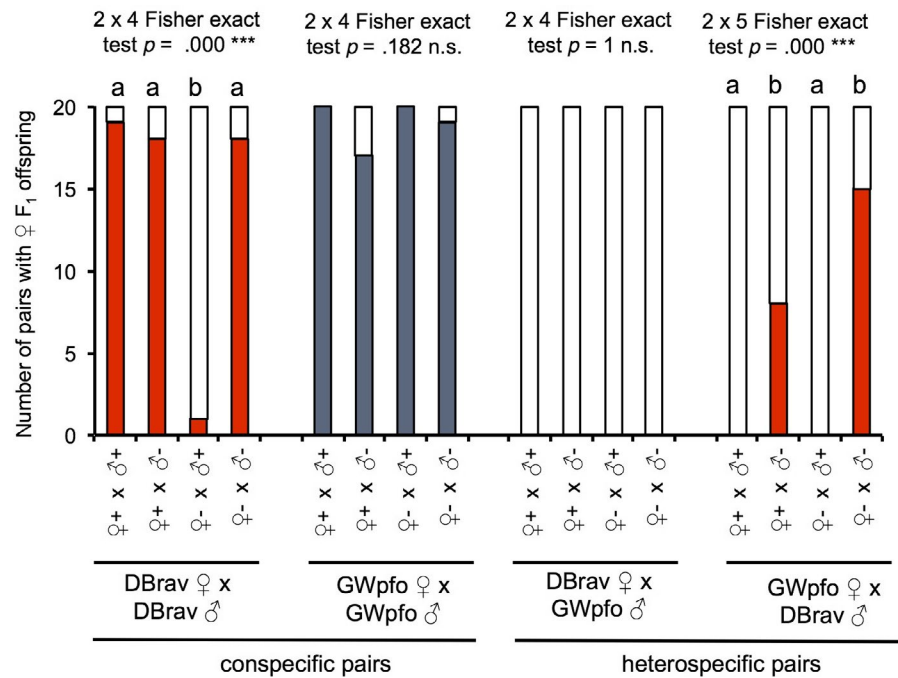 2 x 4 Fisher exact
test p = .000 ***
2 x 4 Fisher exact
test p = .182 n.s.
2 x 4 Fisher exact
test p = 1 n.s.
2 x 5 Fisher exact
test p = .000 ***
a a b a
a b a b
Number of pairs with ♀ F₁ offspring
20
15
10
5
0
♀+ x ♂+
♀+ x ♂-
♀- x ♂+
♀- x ♂-
♀+ x ♂+
♀+ x ♂-
♀- x ♂+
♀- x ♂-
♀+ x ♂+
♀+ x ♂-
♀- x ♂+
♀- x ♂-
♀+ x ♂+
♀+ x ♂-
♀- x ♂+
♀- x ♂-
DBrav ♀ x
DBrav ♂
GWpfo ♀ x
GWpfo ♂
DBrav ♀ x
GWpfo ♂
GWpfo ♀ x
DBrav ♂
conspecific pairs
heterospecific pairs